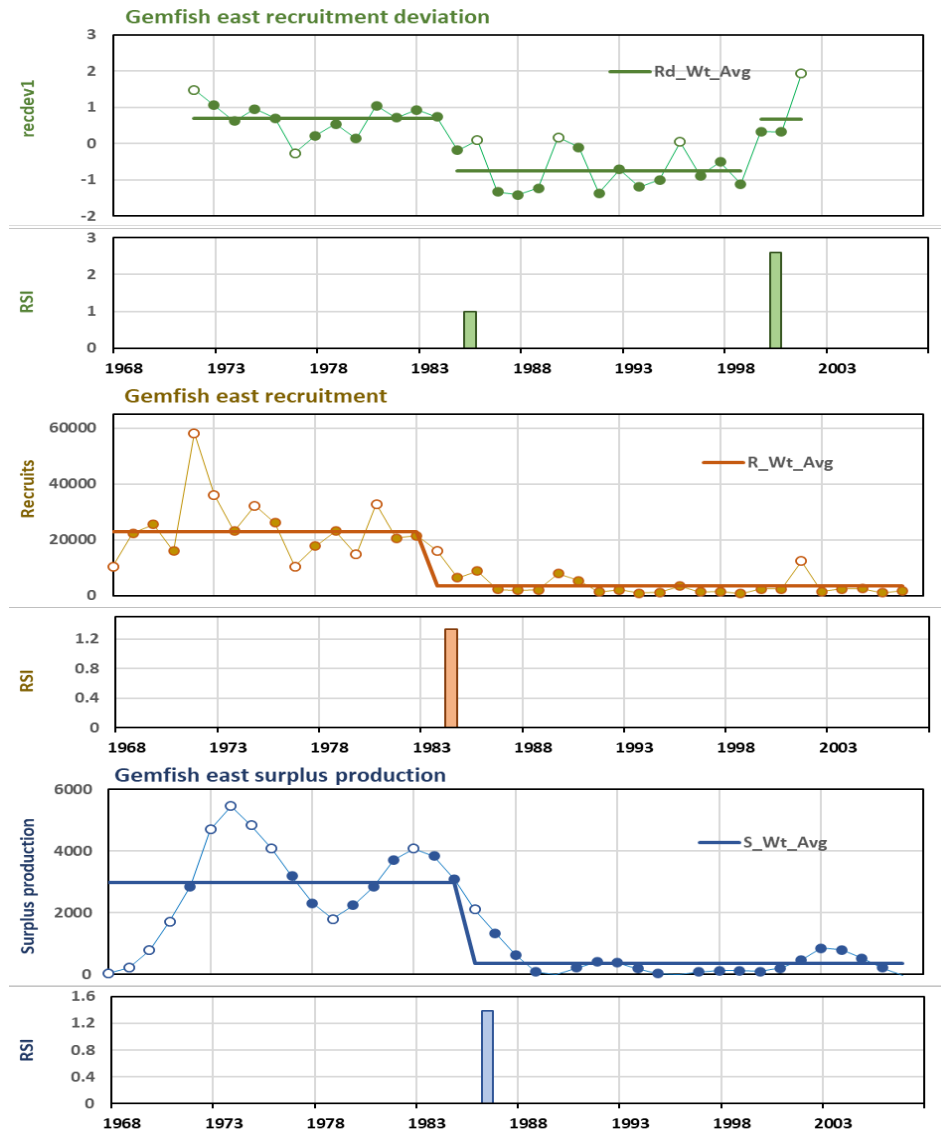 Gemfish east recruitment deviation
3
2
1
0
-1
-2
recdev1
Rd_Wt_Avg
3
2
1
0
RSI
1968 1973 1978 1983 1988 1993 1998 2003
Gemfish east recruitment
60000
40000
20000
0
Recruits
R_Wt_Avg
1.2
0.8
0.4
0
RSI
1968 1973 1978 1983 1988 1993 1998 2003
Gemfish east surplus production
6000
4000
2000
0
Surplus production
S_Wt_Avg
1.6
1.2
0.8
0.4
0
RSI
1968 1973 1978 1983 1988 1993 1998 2003